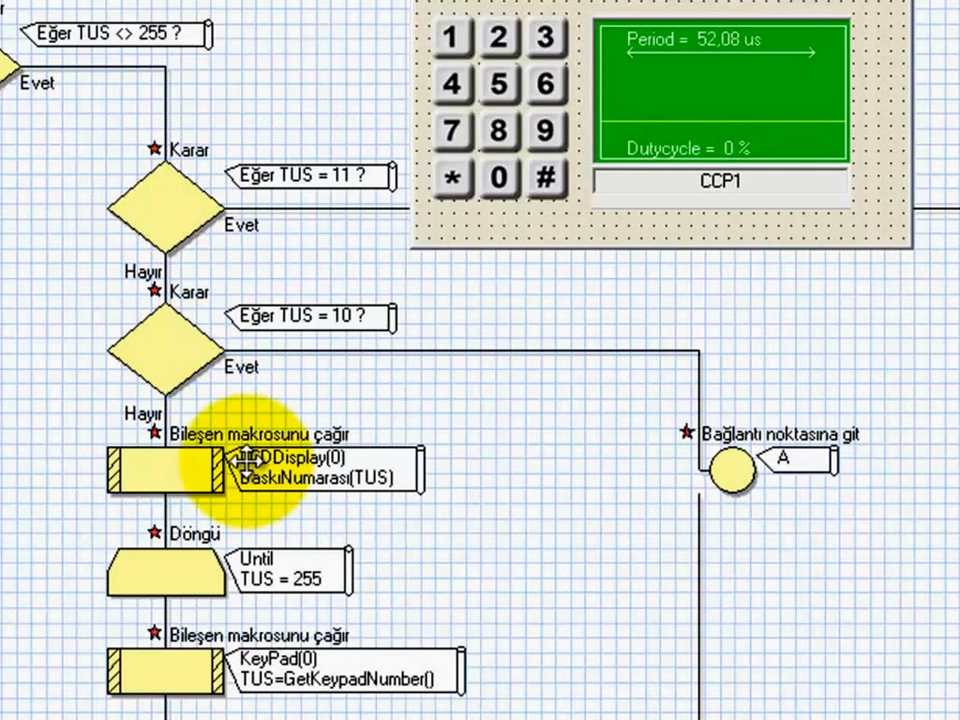 Eğer TUS <> 255 ?
Evet
1 2 3
4 5 6
7 8 9
* 0 #
Period = 52,08 us
Dutycycle = 0 %
CCP1
Karar
Eğer TUS = 11 ?
Evet
Hayır
Karar
Eğer TUS = 10 ?
Evet
Hayır
Bileşen makrosunu çağır
DDisplay(0)
BaskıNumarası(TUS)
Bağlantı noktasına git
A
Döngü
Until
TUS = 255
Bileşen makrosunu çağır
KeyPad(0)
TUS=GetKeypadNumber()